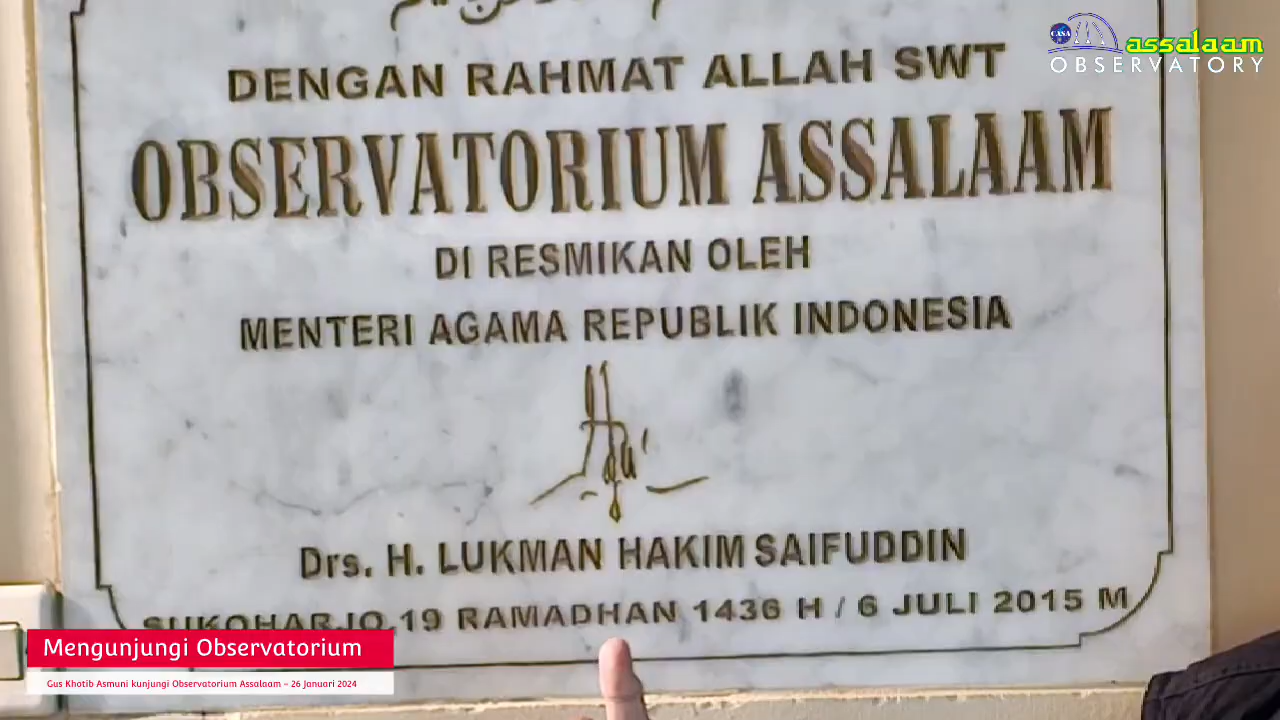 DENGAN RAHMAT ALLAH SWT
OBSERVATORIUM ASSALAAM
DI RESMIKAN OLEH
MENTERI AGAMA REPUBLIK INDONESIA
Drs. H. LUKMAN HAKIM SAIFUDDIN
SUKOHARJO, 19 RAMADHAN 1436 H / 6 JULI 2015 M
CASA assalaam
OBSERVATORY
Mengunjungi Observatorium
Gus Khotib Asmuni kunjungi Observatorium Assalaam – 26 Januari 2024